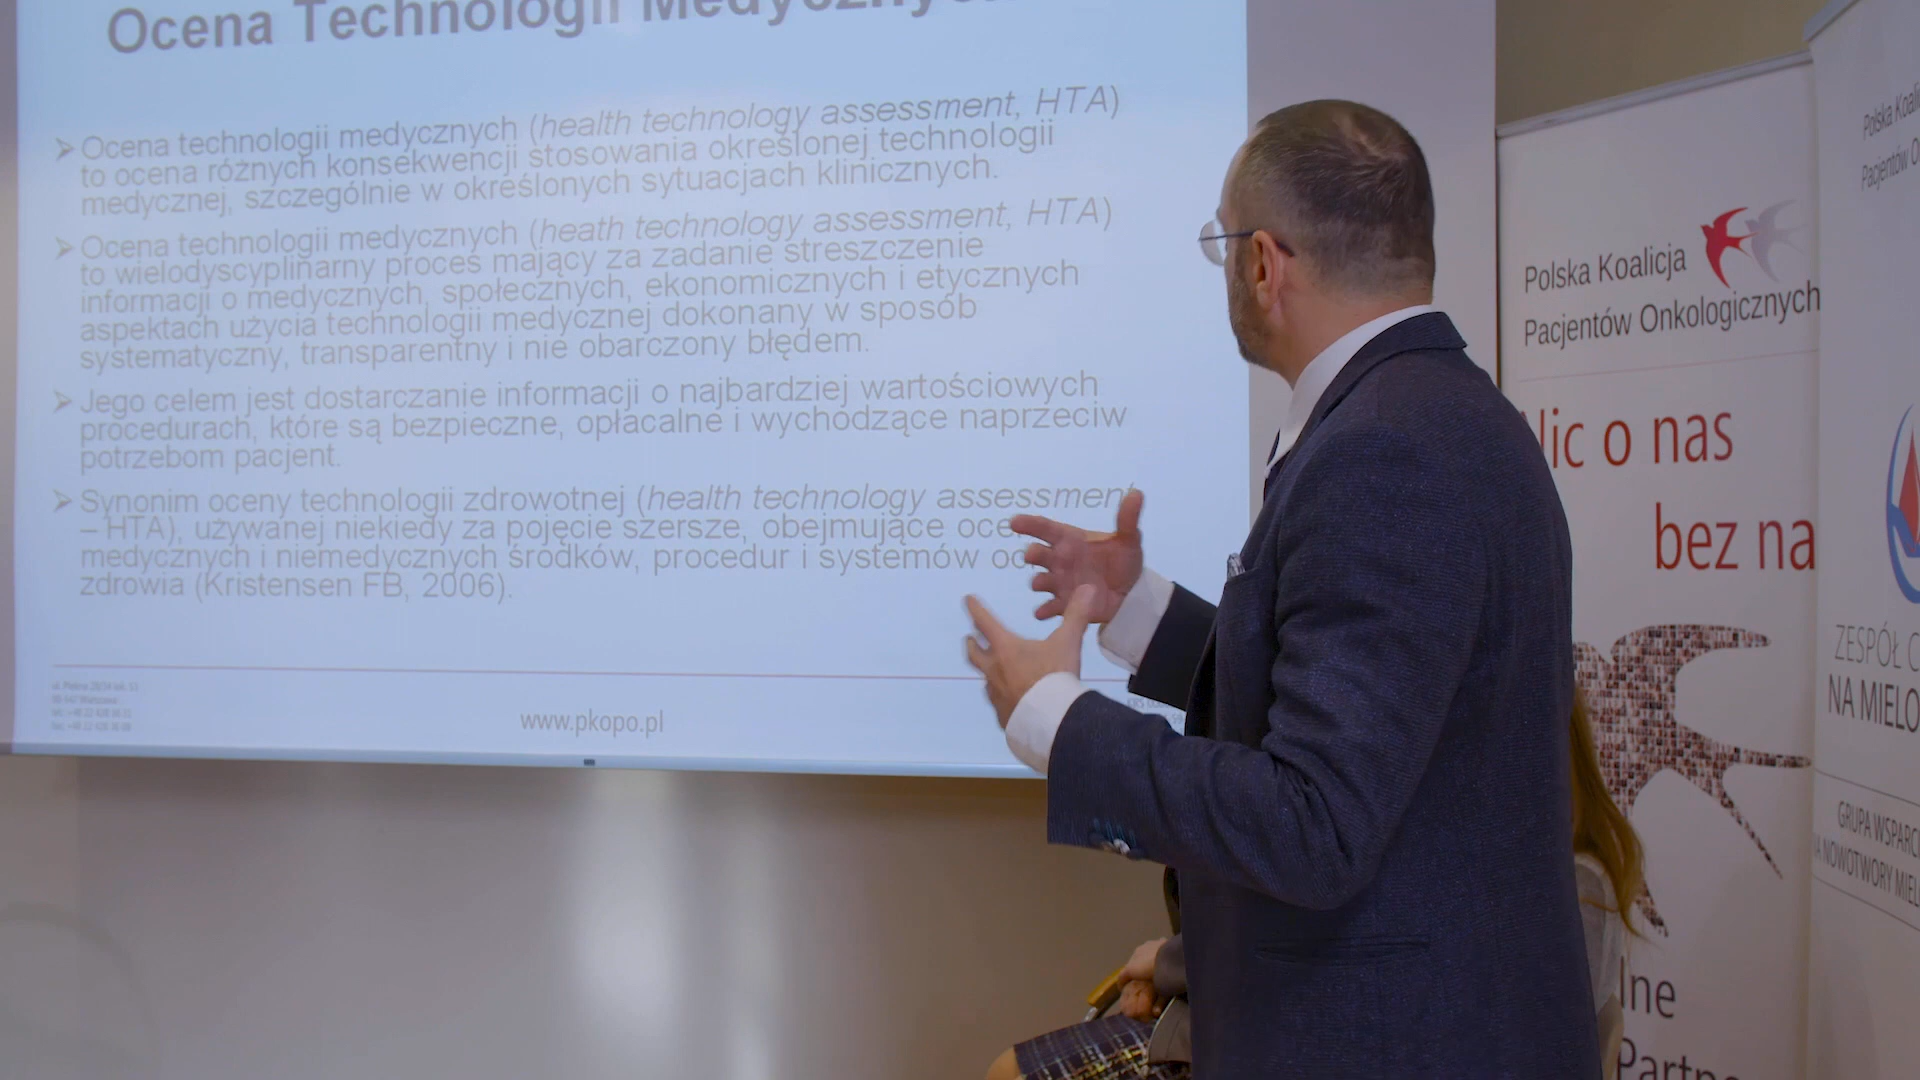 Ocena Technologii Medycznych
➢ Ocena technologii medycznych (health technology assessment, HTA)
to ocena różnych konsekwencji stosowania określonej technologii
medycznej, szczególnie w określonych sytuacjach klinicznych.
➢ Ocena technologii medycznych (heath technology assessment, HTA)
to wielodyscyplinarny proces mający za zadanie streszczenie
informacji o medycznych, społecznych, ekonomicznych i etycznych
aspektach użycia technologii medycznej dokonany w sposób
systematyczny, transparentny i nie obarczony błędem.
➢ Jego celem jest dostarczanie informacji o najbardziej wartościowych
procedurach, które są bezpieczne, opłacalne i wychodzące naprzeciw
potrzebom pacjent.
➢ Synonim oceny technologii zdrowotnej (health technology assessment
– HTA), używanej niekiedy za pojęcie szersze, obejmujące oce
medycznych i niemedycznych środków, procedur i systemów oc
zdrowia (Kristensen FB, 2006).
www.pkopo.pl
Polska Koalicja
Pacjentów Onkologicznych
Nic o nas
bez na
lne
Partne
Polska Koali
Pacjentów O
ZESPÓŁ C
NA MIELO
GRUPA WSPARC
NOWOTWORY MIEL